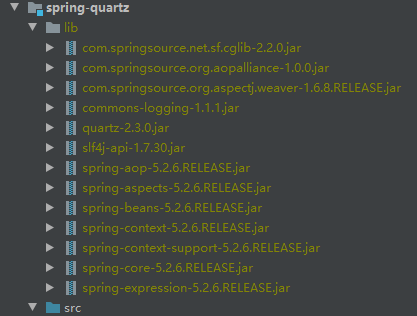 spring-quartz
lib
com.springsource.net.sf.cglib-2.2.0.jar
com.springsource.org.aopalliance-1.0.0.jar
com.springsource.org.aspectj.weaver-1.6.8.RELEASE.jar
commons-logging-1.1.1.jar
quartz-2.3.0.jar
slf4j-api-1.7.30.jar
spring-aop-5.2.6.RELEASE.jar
spring-aspects-5.2.6.RELEASE.jar
spring-beans-5.2.6.RELEASE.jar
spring-context-5.2.6.RELEASE.jar
spring-context-support-5.2.6.RELEASE.jar
spring-core-5.2.6.RELEASE.jar
spring-expression-5.2.6.RELEASE.jar
src